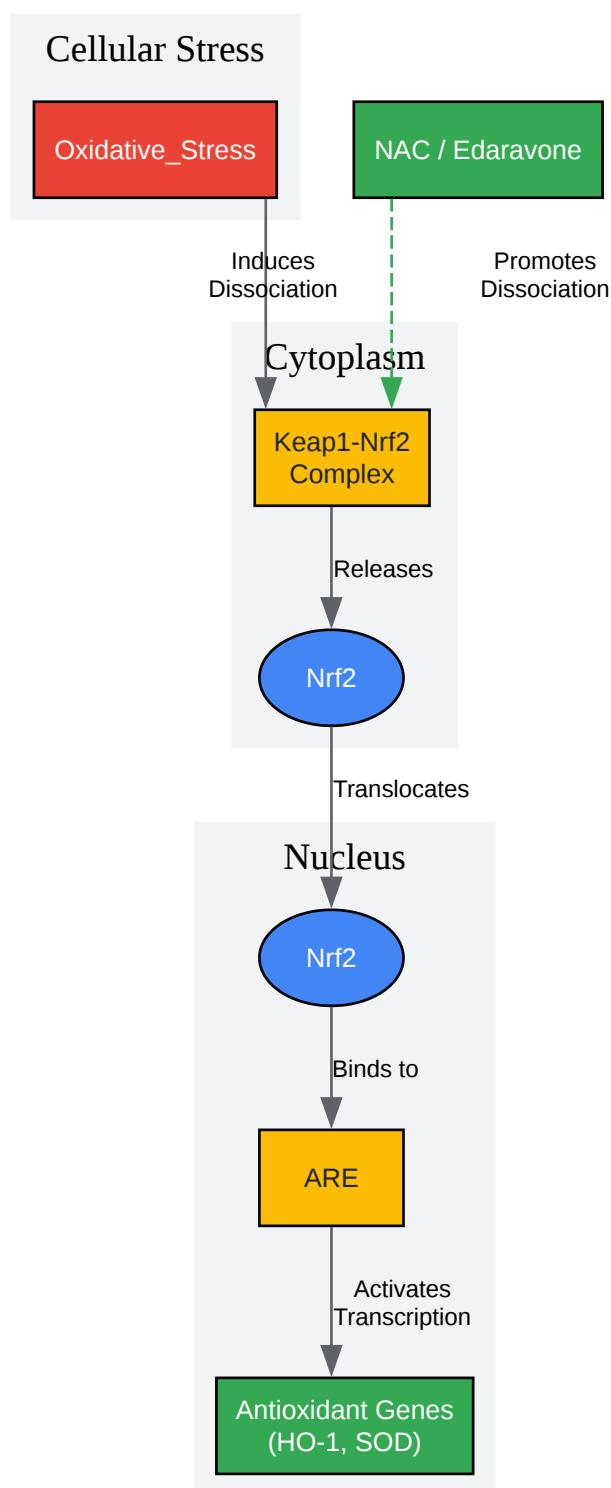 Cellular Stress
Oxidative_Stress
NAC / Edaravone
Induces
Dissociation
Promotes
Dissociation
Cytoplasm
Keap1-Nrf2
Complex
Releases
Nrf2
Translocates
Nucleus
Nrf2
Binds to
ARE
Activates
Transcription
Antioxidant Genes
(HO-1, SOD)